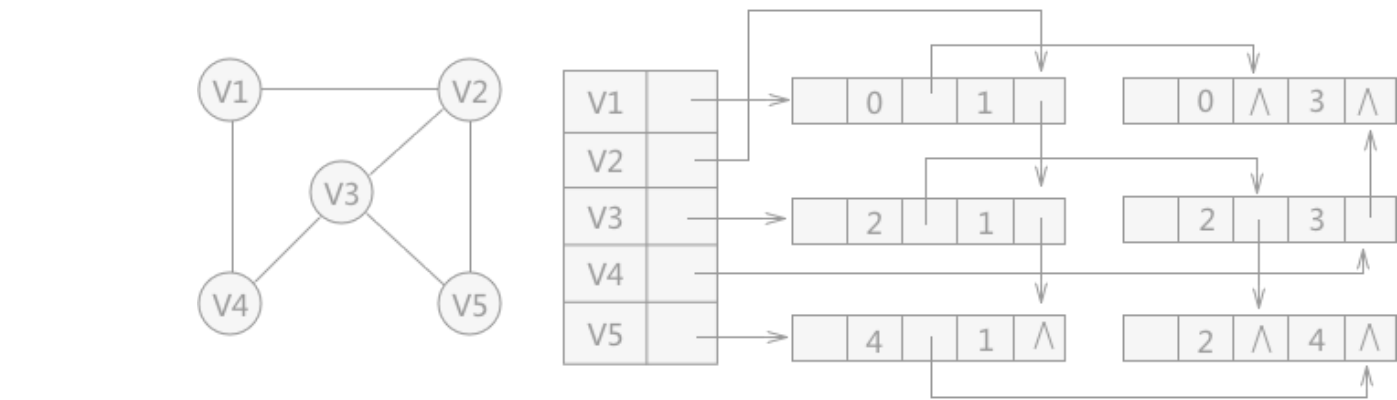 V1 V2
V3
V4 V5
V1 0 1 0 ∧ 3 ∧
V2
V3 2 1 2 3
V4
V5 4 1 ∧ 2 ∧ 4 ∧